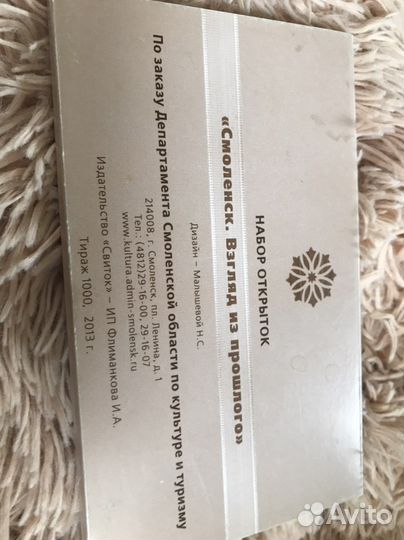 НАБОР ОТКРЫТОК
«Смоленск. Взгляд из прошлого»
Дизайн – Малышевой Н.С.
По заказу Департамента Смоленской области по культуре и туризму
214008, г. Смоленск, пл. Ленина, д. 1
Тел.: (4812)29-16-00, 29-16-07
www.kultura.admin-smolensk.ru
Издательство «Свиток» – ИП Флиманкова И.А.
Тираж 1000, 2013 г.
Avito